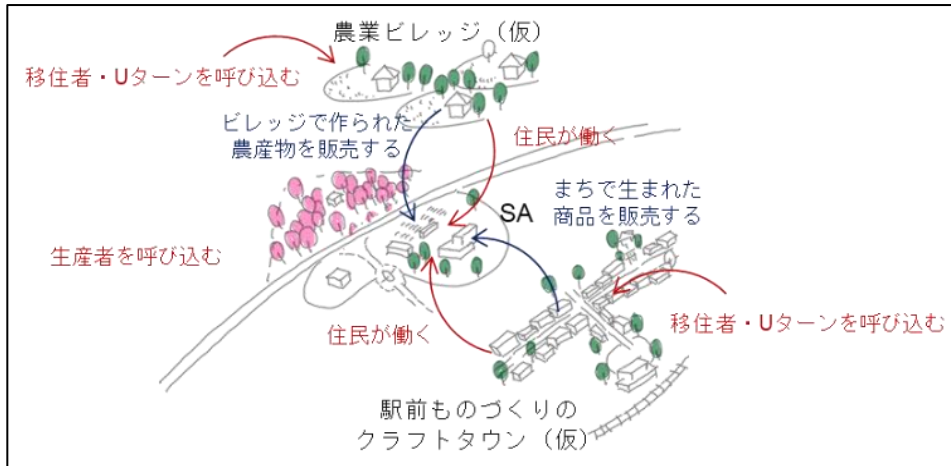 農業ビレッジ（仮）
移住者・Uターンを呼び込む
ビレッジで作られた
農産物を販売する
住民が働く
まちで生まれた
商品を販売する
SA
生産者を呼び込む
住民が働く
移住者・Uターンを呼び込む
駅前ものづくりの
クラフトタウン（仮）